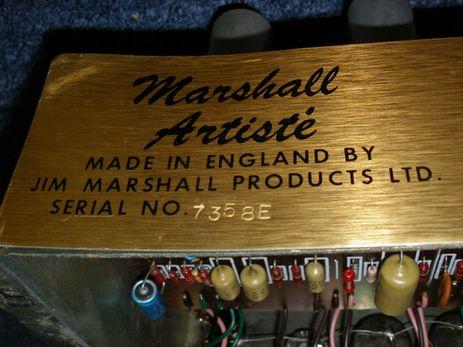 Marshall
Artisté
MADE IN ENGLAND BY
JIM MARSHALL PRODUCTS LTD.
SERIAL NO. 7358E